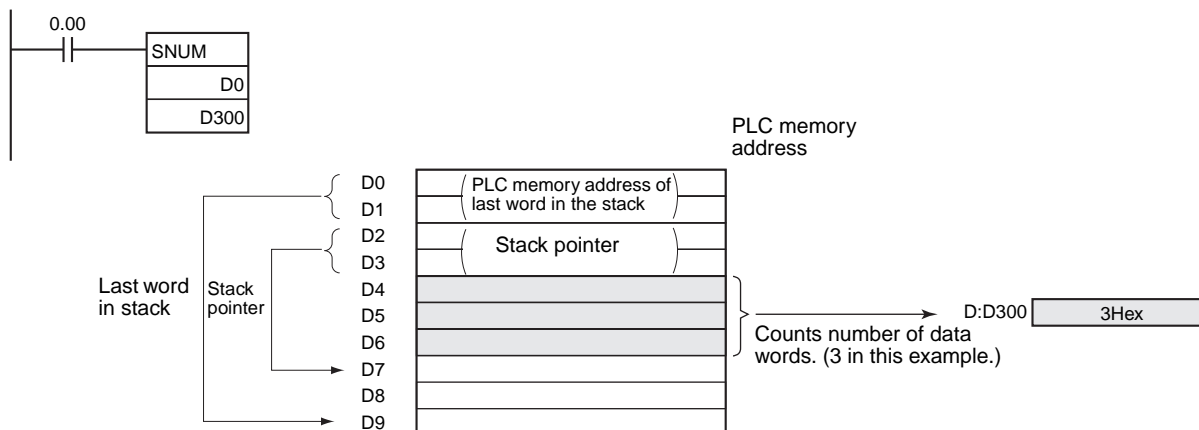 0.00
SNUM
D0
D300
PLC memory
address
D0
D1
D2
D3
D4
D5
D6
D7
D8
D9
PLC memory address of
last word in the stack
Stack pointer
Last word
in stack
Stack
pointer
Counts number of data
words. (3 in this example.)
D:D300
3Hex